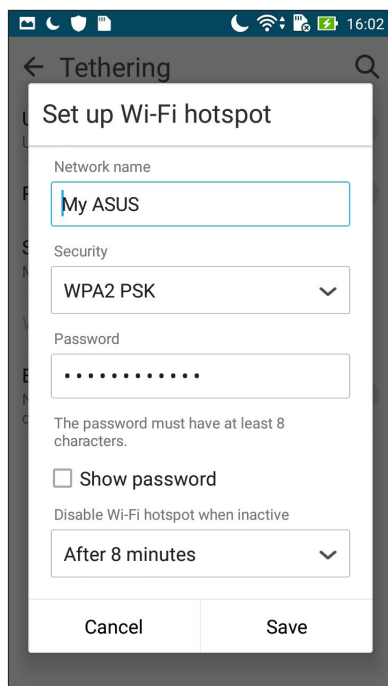 16:02
Tethering
Set up Wi-Fi hotspot
Network name
My ASUS
Security
WPA2 PSK
Password
••••••••••••
The password must have at least 8
characters.
Show password
Disable Wi-Fi hotspot when inactive
After 8 minutes
Cancel
Save